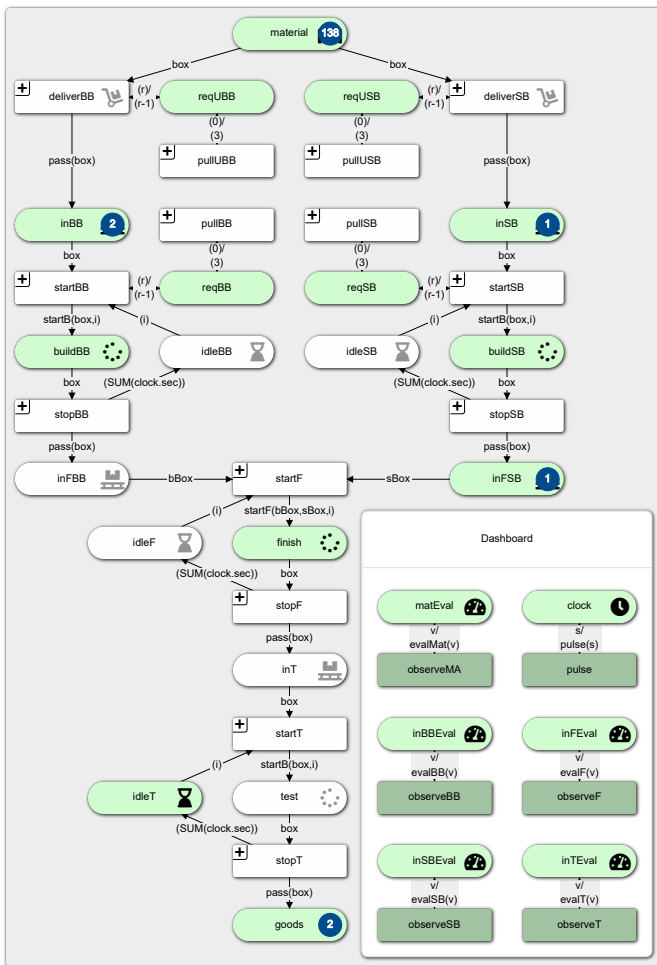 material 138
box box
deliverBB (r)/ reqUBB reqUSB (r)/ deliverSB
(r-1) (r-1)
(0)/ (0)/
(3) (3)
pass(box) pullUBB pullUSB pass(box)
inBB 2 pullBB pullSB inSB 1
(0)/ (0)/
box (3) (3) box
startBB (r)/ reqBB reqSB (r)/ startSB
(r-1) (r-1)
startB(box,i) (i) (i) startB(box,i)
buildBB idleBB idleSB buildSB
box (SUM(clock.sec)) (SUM(clock.sec)) box
stopBB stopSB
pass(box) pass(box)
inFBB bBox startF sBox inFSB 1
(i) startF(bBox,sBox,i)
idleF finish
(SUM(clock.sec)) box
stopF
pass(box)
inT
box
startT
(i) startB(box,i)
idleT test
(SUM(clock.sec)) box
stopT
pass(box)
goods 2
Dashboard
matEval clock
v/ s/
evalMat(v) pulse(s)
observeMA pulse
inBBEval inFEval
v/ v/
evalBB(v) evalF(v)
observeBB observeF
inSBEval inTEval
v/ v/
evalSB(v) evalT(v)
observeSB observeT